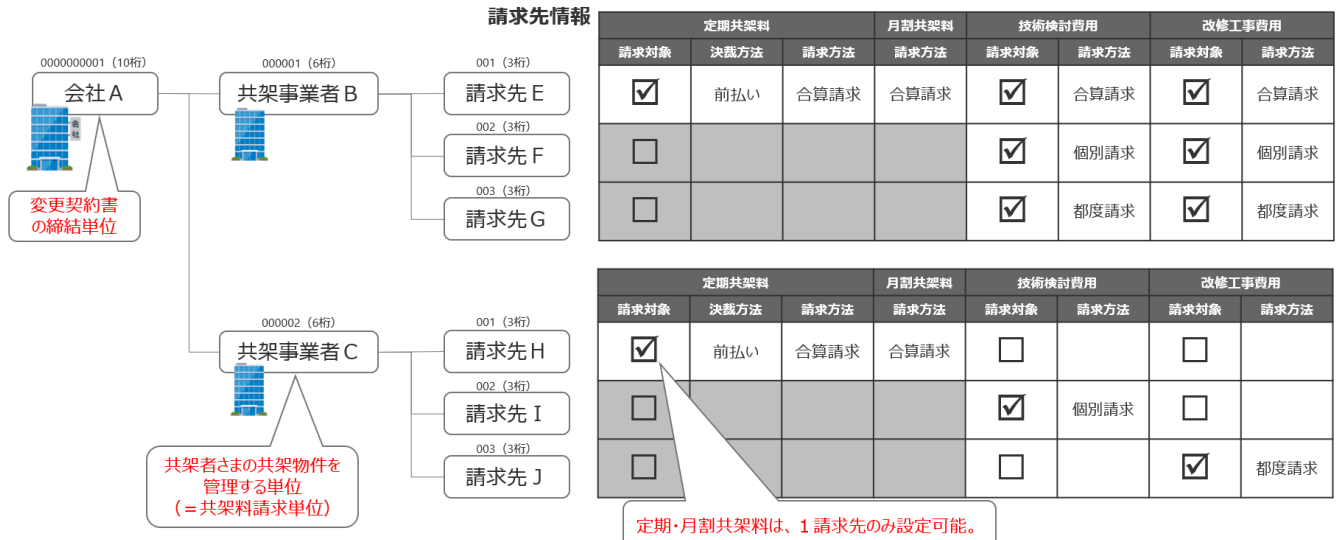 請求先情報
0000000001（10桁）
会社Ａ
会社
変更契約書
の締結単位
000001（6桁）
共架事業者Ｂ
001（3桁）
請求先Ｅ
002（3桁）
請求先Ｆ
003（3桁）
請求先Ｇ
定期共架料 月割共架料 技術検討費用 改修工事費用
請求対象 決裁方法 請求方法 請求方法 請求対象 請求方法 請求対象 請求方法
☑ 前払い 合算請求 合算請求 ☑ 合算請求 ☑ 合算請求
☐ ☑ 個別請求 ☑ 個別請求
☐ ☑ 都度請求 ☑ 都度請求
000002（6桁）
共架事業者Ｃ
共架者さまの共架物件を
管理する単位
（＝共架料請求単位）
001（3桁）
請求先Ｈ
002（3桁）
請求先Ｉ
003（3桁）
請求先Ｊ
定期共架料 月割共架料 技術検討費用 改修工事費用
請求対象 決裁方法 請求方法 請求方法 請求対象 請求方法 請求対象 請求方法
☑ 前払い 合算請求 合算請求 ☐ ☐
☐ ☑ 個別請求 ☐
☐ ☐ ☑ 都度請求
定期・月割共架料は、１請求先のみ設定可能。